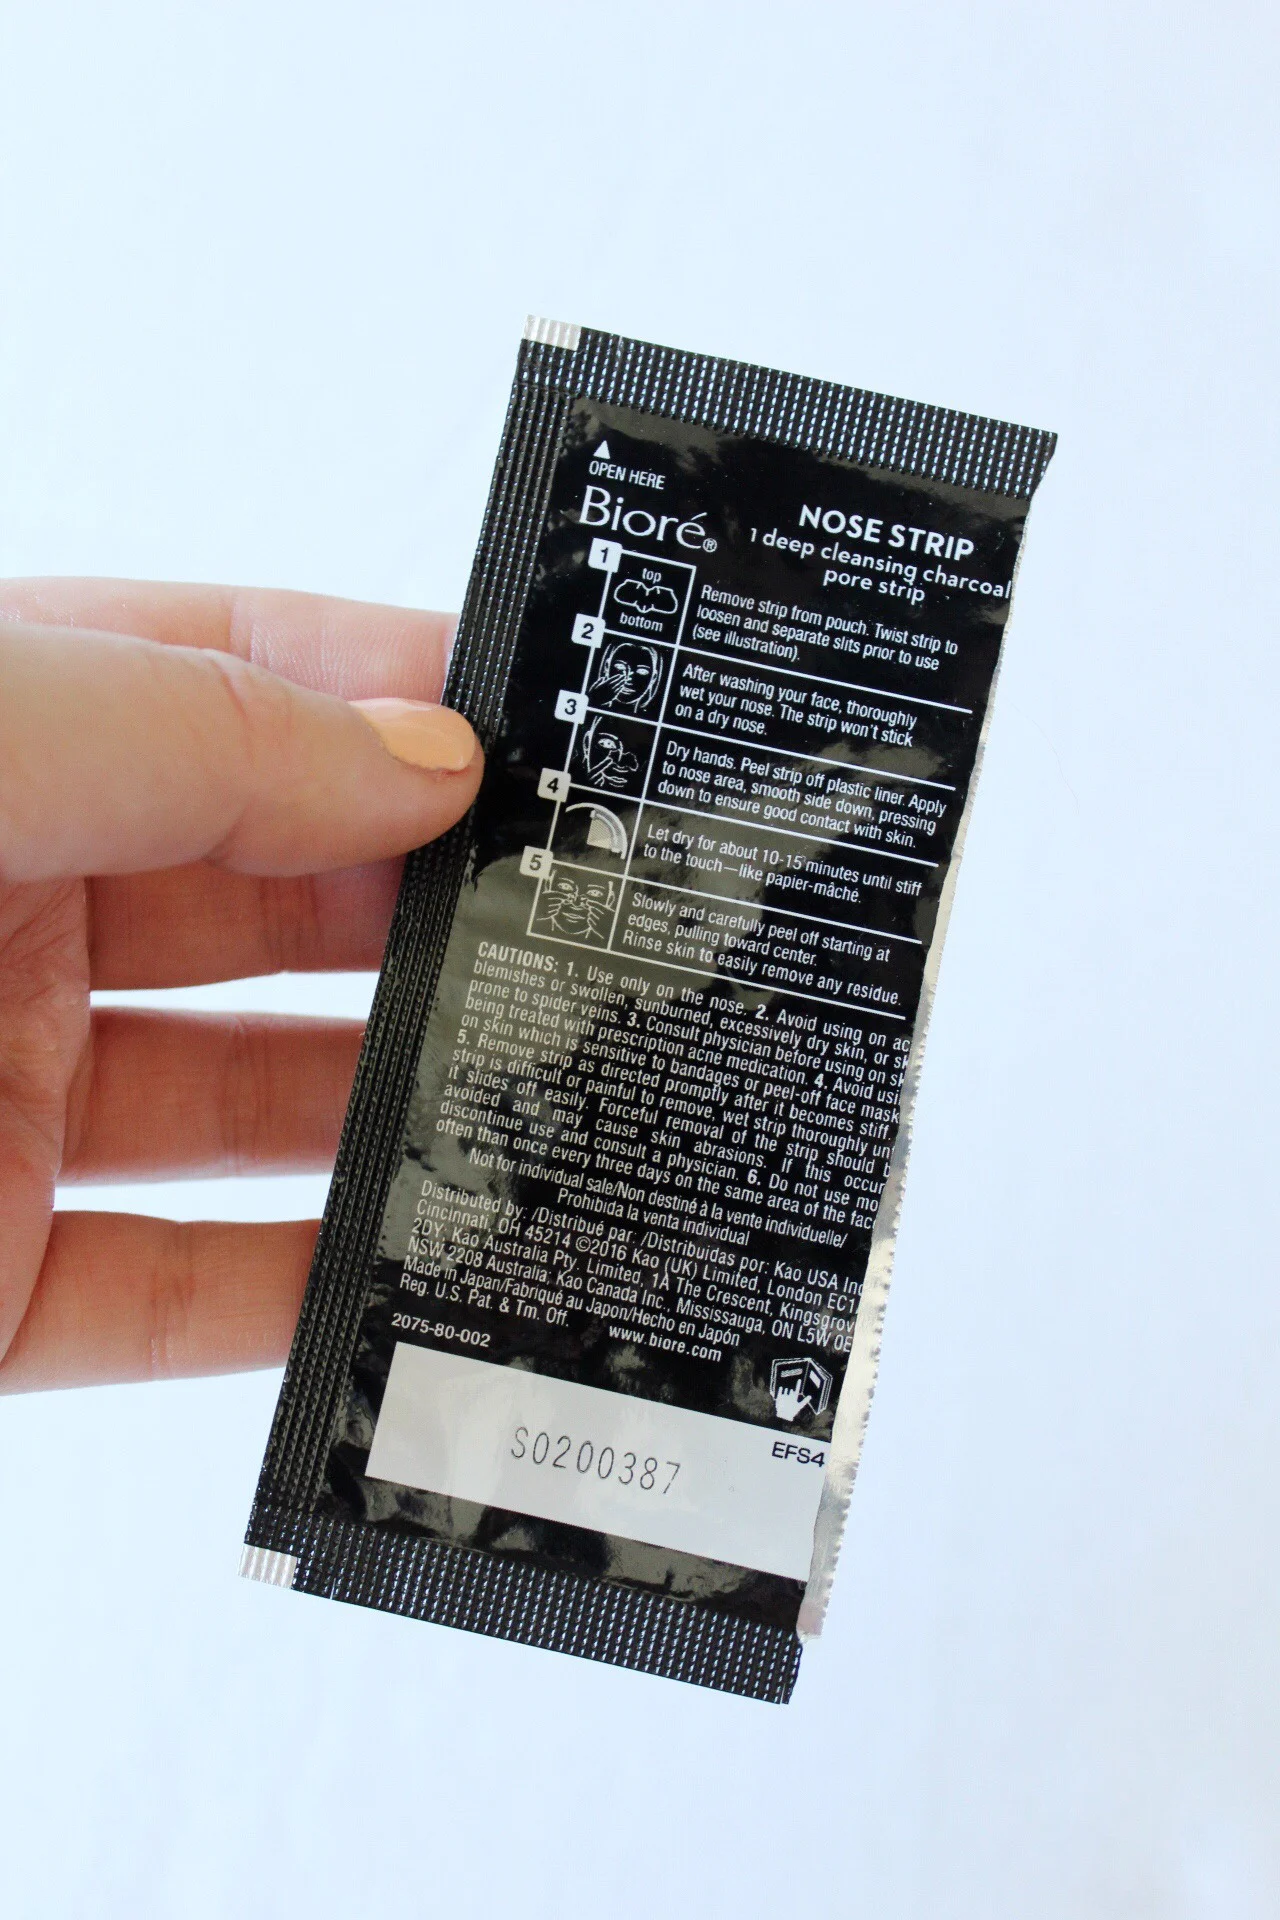 OPEN HERE
Bioré®
NOSE STRIP
1 deep cleansing charcoal
pore strip
1
top
bottom
Remove strip from pouch. Twist strip to
loosen and separate slits prior to use
(see illustration).
2
After washing your face, thoroughly
wet your nose. The strip won't stick
on a dry nose.
3
Dry hands. Peel strip off plastic liner. Apply
to nose area, smooth side down, pressing
down to ensure good contact with skin.
4
Let dry for about 10-15 minutes until stiff
to the touch—like papier-mâché.
5
Slowly and carefully peel off starting at
edges, pulling toward center.
Rinse skin to easily remove any residue.
CAUTIONS: 1. Use only on the nose. 2. Avoid using on ac
blemishes or swollen, sunburned, excessively dry skin, or sk
prone to spider veins. 3. Consult physician before using on sk
being treated with prescription acne medication. 4. Avoid usi
on skin which is sensitive to bandages or peel-off face mask
5. Remove strip as directed promptly after it becomes stiff.
strip is difficult or painful to remove, wet strip thoroughly un
it slides off easily. Forceful removal of the strip should b
avoided and may cause skin abrasions. If this occur
discontinue use and consult a physician. 6. Do not use mo
often than once every three days on the same area of the fac
Not for individual sale/Non destiné à la vente individuelle/
Prohibida la venta individual
Distributed by: /Distribué par: /Distribuidas por: Kao USA Inc
Cincinnati, OH 45214 ©2016 Kao (UK) Limited, London EC1
2DY, Kao Australia Pty. Limited, 1A The Crescent, Kingsgrov
NSW 2208 Australia. Kao Canada Inc., Mississauga, ON L5W 0E
Made in Japan/Fabriqué au Japon/Hecho en Japón
Reg. U.S. Pat. & Tm. Off. www.biore.com
2075-80-002
EFS4
S0200387